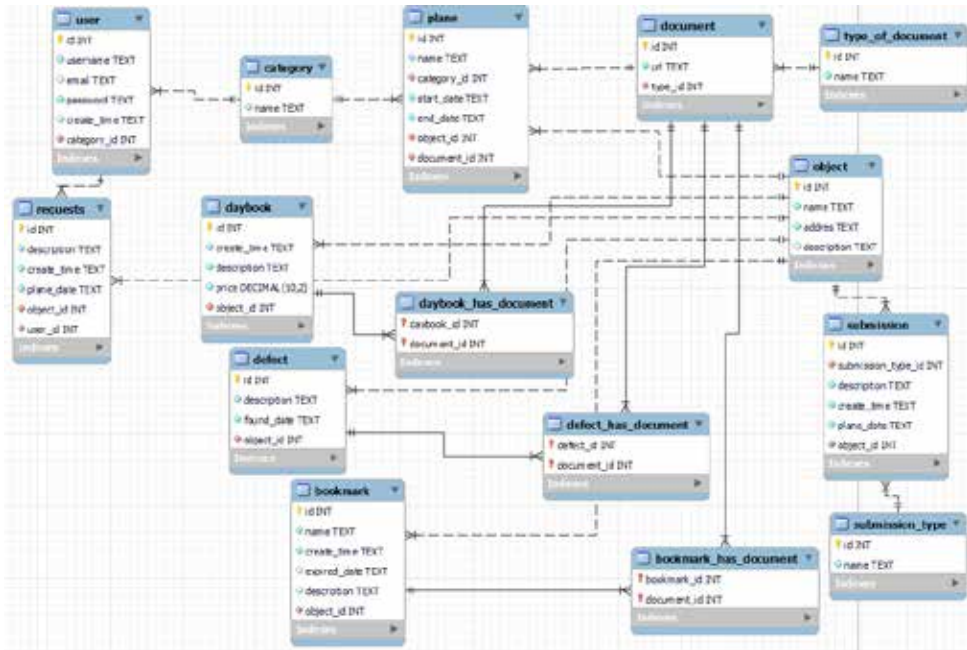 user
id INT
username TEXT
email TEXT
password TEXT
create_time TEXT
category_id INT
Indexes
category
id INT
name TEXT
Indexes
plane
id INT
name TEXT
category_id INT
start_date TEXT
end_date TEXT
object_id INT
document_id INT
Indexes
document
id INT
url TEXT
type_id INT
Indexes
type_of_document
id INT
name TEXT
Indexes
recuests
id INT
description TEXT
create_time TEXT
plane_date TEXT
object_id INT
user_id INT
Indexes
daybook
id INT
create_time TEXT
description TEXT
price DECIMAL(10,2)
object_id INT
Indexes
object
id INT
name TEXT
addres TEXT
description TEXT
Indexes
daybook_has_document
daybook_id INT
document_id INT
Indexes
defect
id INT
description TEXT
found_date TEXT
object_id INT
Indexes
submission
id INT
submission_type_id INT
description TEXT
create_time TEXT
plane_date TEXT
object_id INT
Indexes
defect_has_document
defect_id INT
document_id INT
Indexes
bookmark
id INT
name TEXT
create_time TEXT
expired_date TEXT
description TEXT
object_id INT
Indexes
submission_type
id INT
name TEXT
Indexes
bookmark_has_document
bookmark_id INT
document_id INT
Indexes